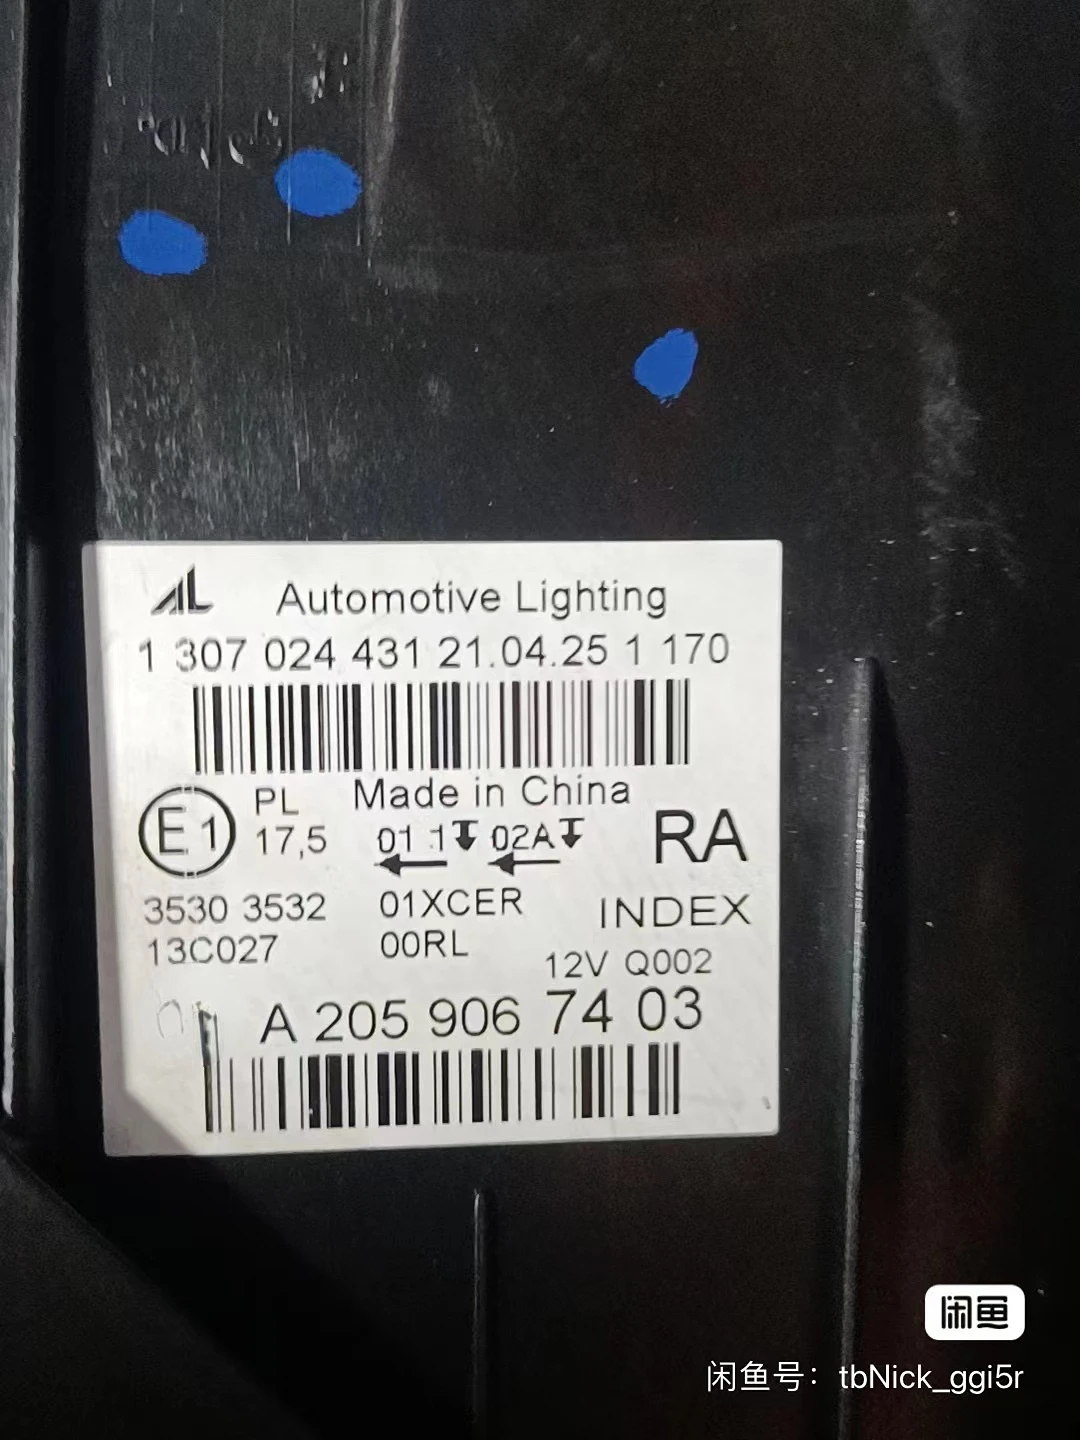 AL Automotive Lighting
1 307 024 431 21.04.25 1 170
Made in China
E1
PL
17,5
01 1 02A
RA
3530 3532
01XCER
INDEX
13C027
00RL
12V Q002
A 205 906 74 03
闲鱼
闲鱼号：tbNick_ggi5r